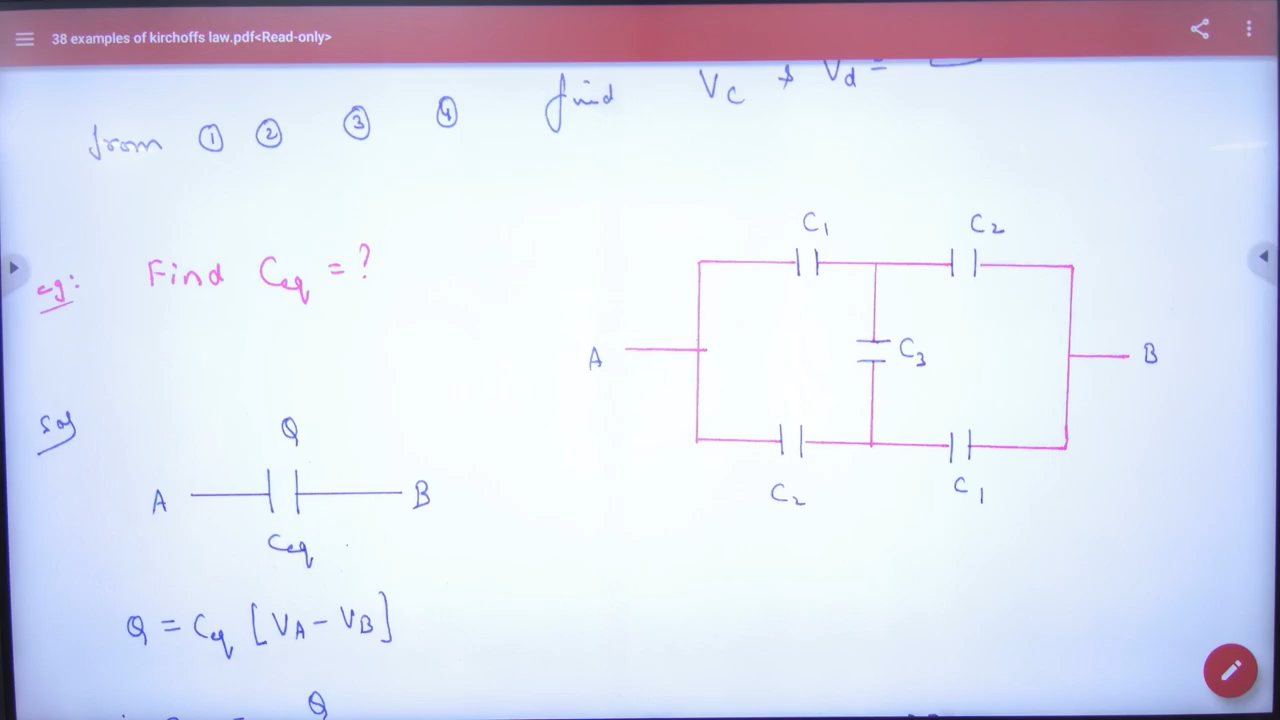 38 examples of kirchoffs law.pdf<Read-only>
from ① ② ③ ④ find Vc & Vd =
eg: Find Ceq = ?
C1 C2
A C3 B
C2 C1
Sol
Q
A B
Ceq
Q = Ceq [VA - VB]
Q